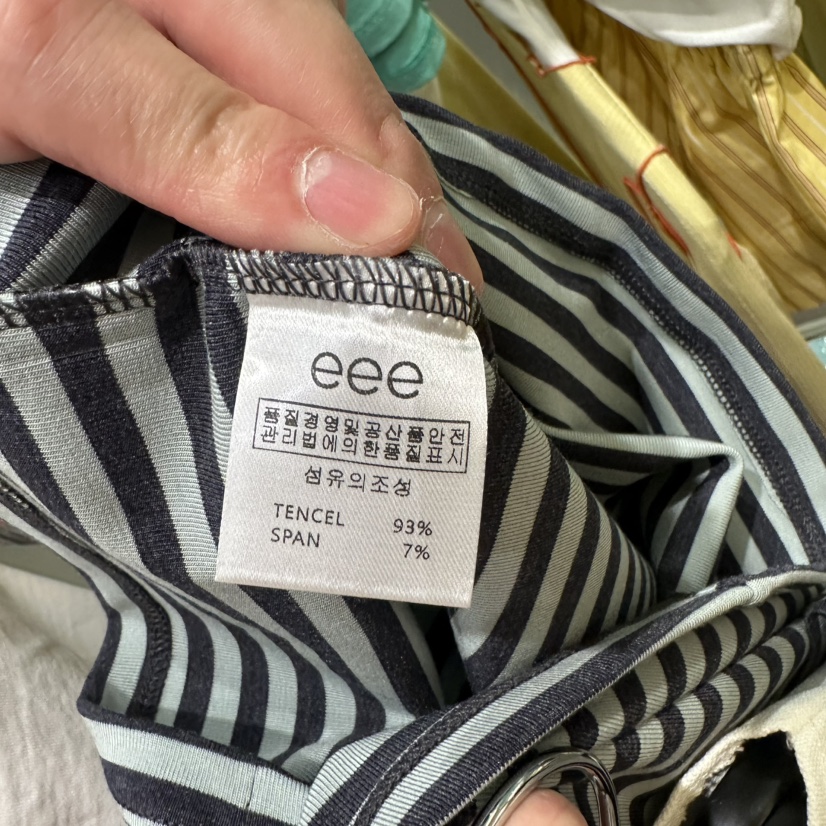 eee
품질경영및공산품안전
관리법에의한품질표시
섬유의조성
TENCEL 93%
SPAN 7%